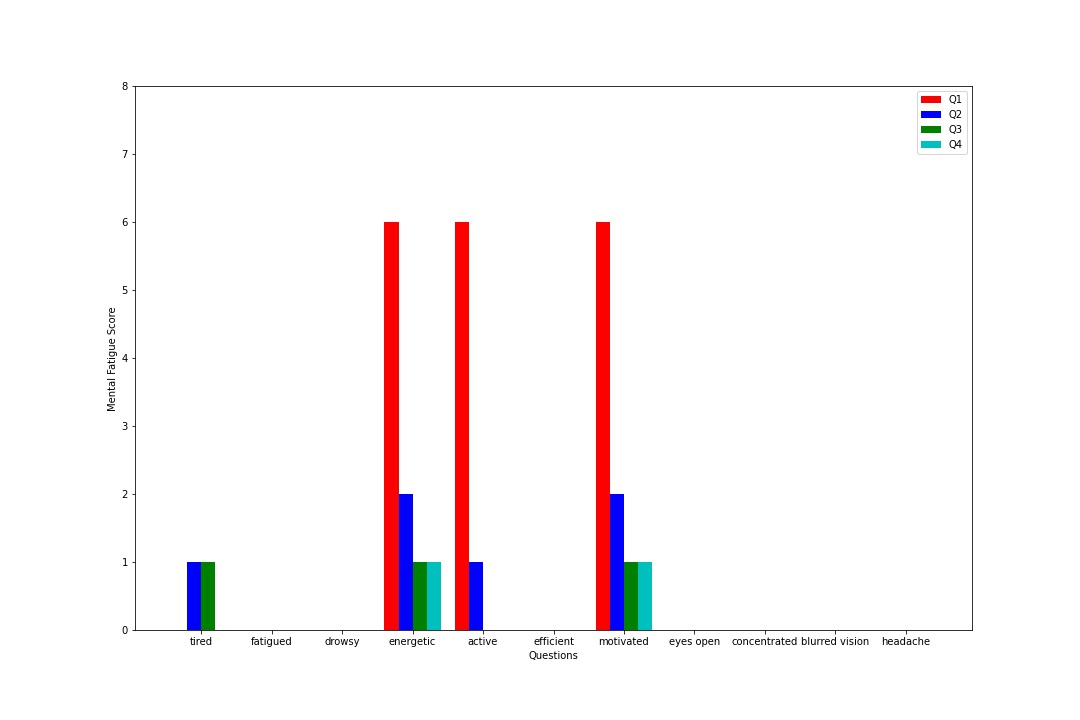 8
7
6
5
4
3
2
1
0
Mental Fatigue Score
Q1
Q2
Q3
Q4
tired fatigued drowsy energetic active efficient motivated eyes open concentrated blurred vision headache
Questions